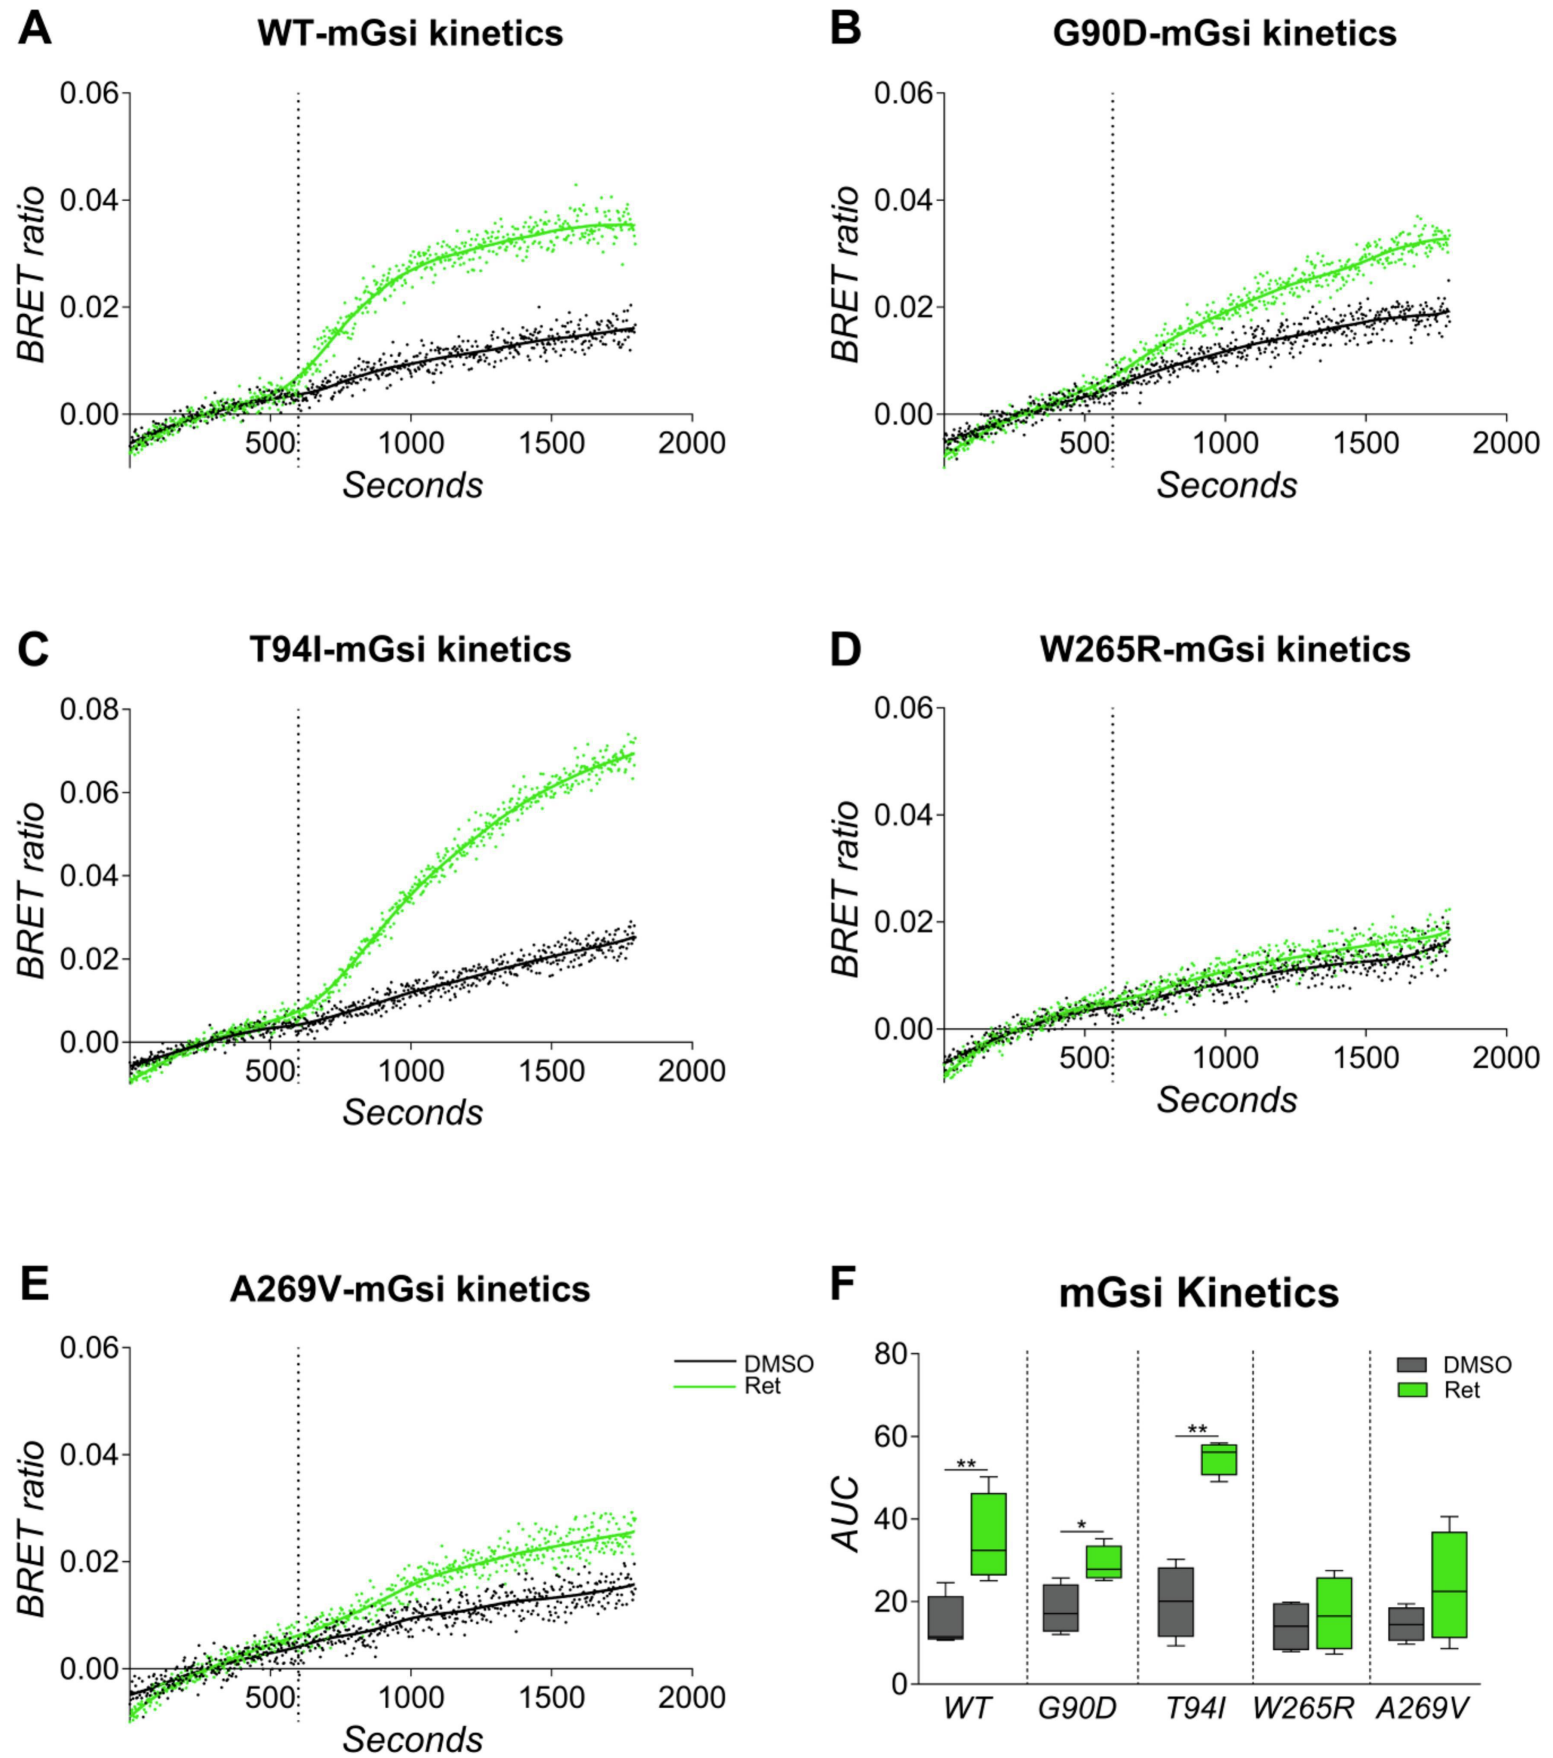 A
WT-mGsi kinetics
0.06
0.04
0.02
0.00
BRET ratio
500
1000
1500
2000
Seconds
B
G90D-mGsi kinetics
0.06
0.04
0.02
0.00
BRET ratio
500
1000
1500
2000
Seconds
C
T94I-mGsi kinetics
0.08
0.06
0.04
0.02
0.00
BRET ratio
500
1000
1500
2000
Seconds
D
W265R-mGsi kinetics
0.06
0.04
0.02
0.00
BRET ratio
500
1000
1500
2000
Seconds
E
A269V-mGsi kinetics
0.06
0.04
0.02
0.00
BRET ratio
500
1000
1500
2000
Seconds
DMSO
Ret
F
mGsi Kinetics
80
60
40
20
0
AUC
**
*
**
DMSO
Ret
WT
G90D
T94I
W265R
A269V